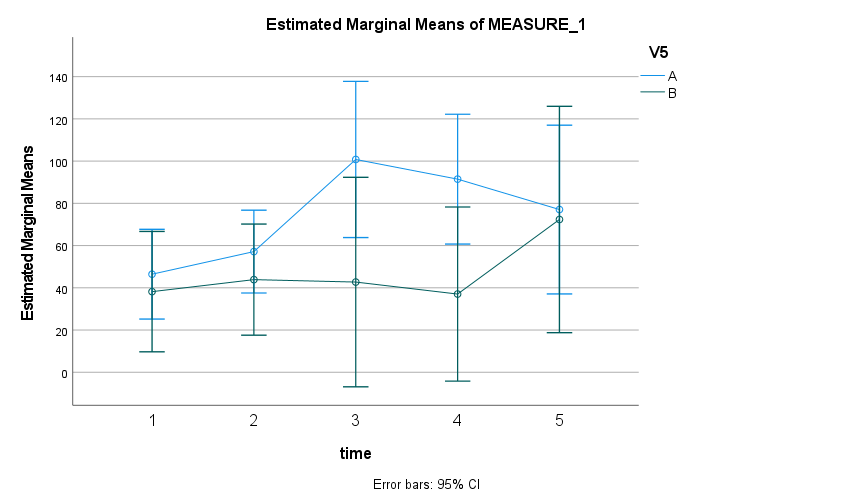 Estimated Marginal Means of MEASURE_1
V5
A
B
Estimated Marginal Means
140
120
100
80
60
40
20
0
1 2 3 4 5
time
Error bars: 95% CI